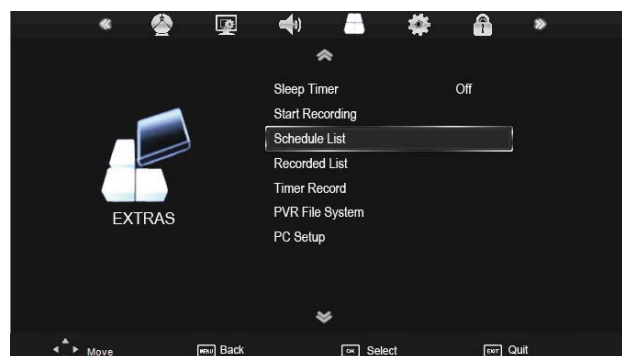 Sleep Timer Off
Start Recording
Schedule List
Recorded List
Timer Record
PVR File System
PC Setup
EXTRAS
Move MENU Back OK Select EXIT Quit